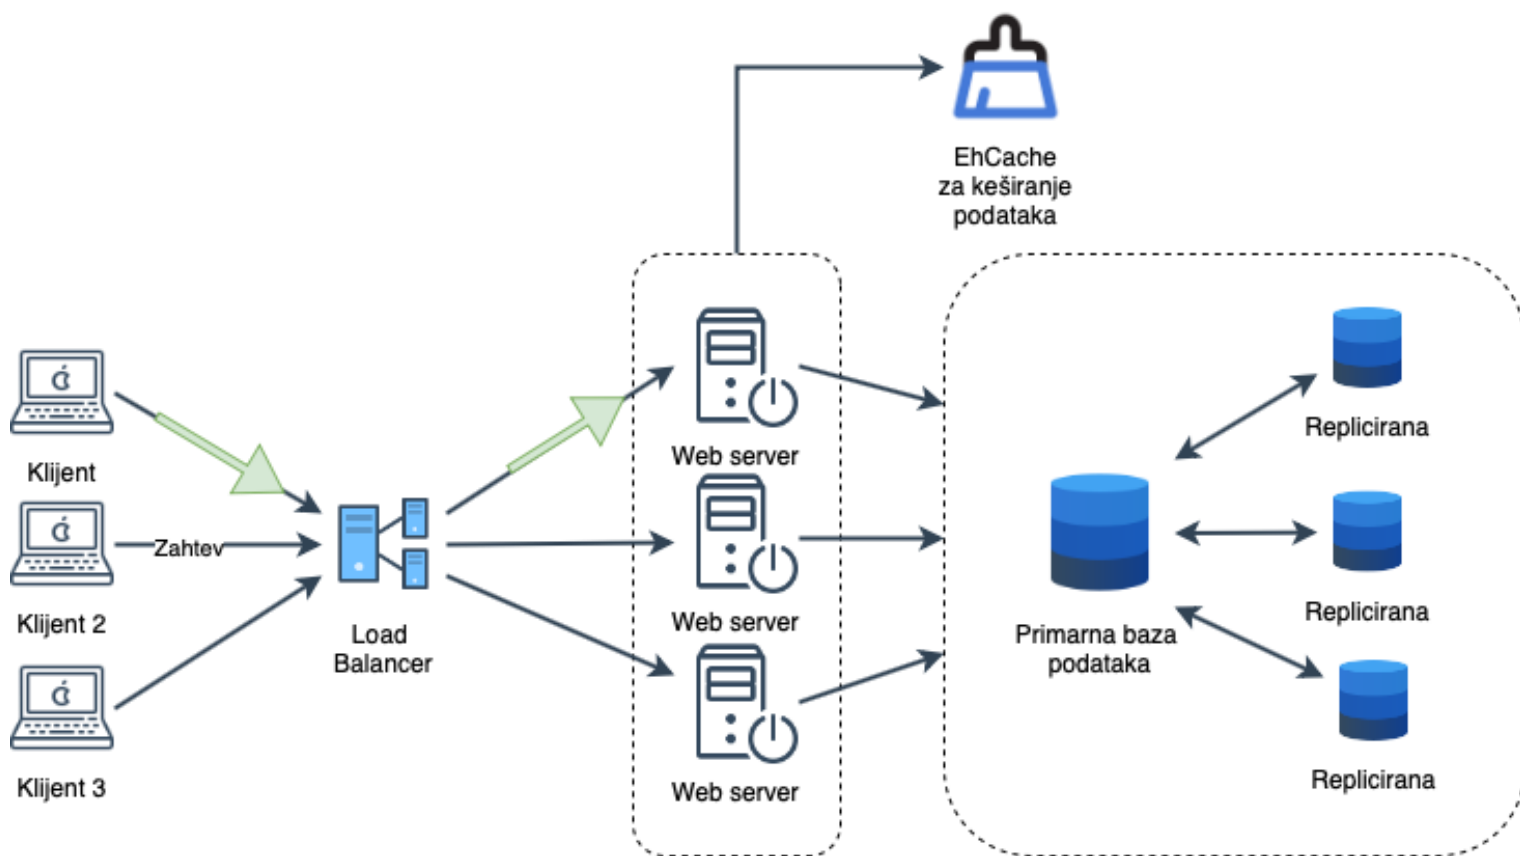 EhCache
za keširanje
podataka
Klijent
Zahtev
Klijent 2
Klijent 3
Load
Balancer
Web server
Web server
Web server
Primarna baza
podataka
Replicirana
Replicirana
Replicirana